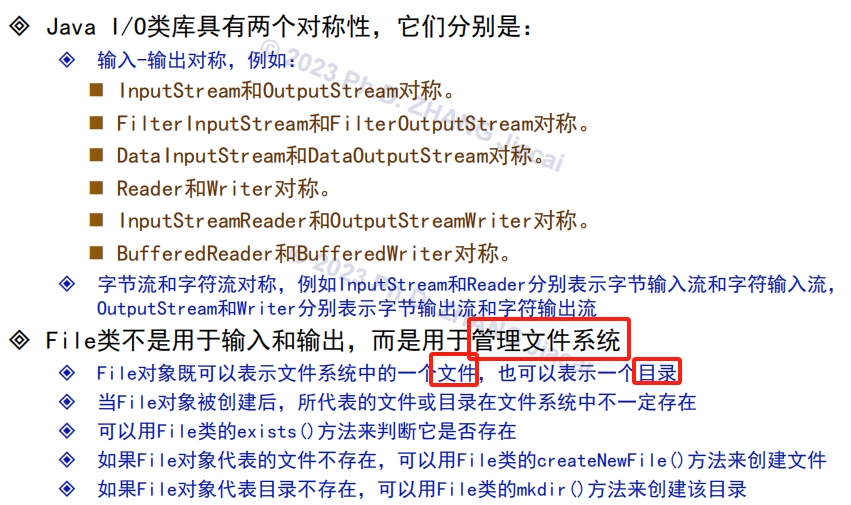 Java I/O类库具有两个对称性，它们分别是：
输入-输出对称，例如：
InputStream和OutputStream对称。
FilterInputStream和FilterOutputStream对称。
DataInputStream和DataOutputStream对称。
Reader和Writer对称。
InputStreamReader和OutputStreamWriter对称。
BufferedReader和BufferedWriter对称。
字节流和字符流对称，例如InputStream和Reader分别表示字节输入流和字符输入流，
OutputStream和Writer分别表示字节输出流和字符输出流
File类不是用于输入和输出，而是用于管理文件系统
File对象既可以表示文件系统中的一个文件，也可以表示一个目录
当File对象被创建后，所代表的文件或目录在文件系统中不一定存在
可以用File类的exists()方法来判断它是否存在
如果File对象代表的文件不存在，可以用File类的createNewFile()方法来创建文件
如果File对象代表目录不存在，可以用File类的mkdir()方法来创建该目录
© 2023 Ph.D. ZHANG Jincai
© 2023 Ph.D. ZHANG Jincai